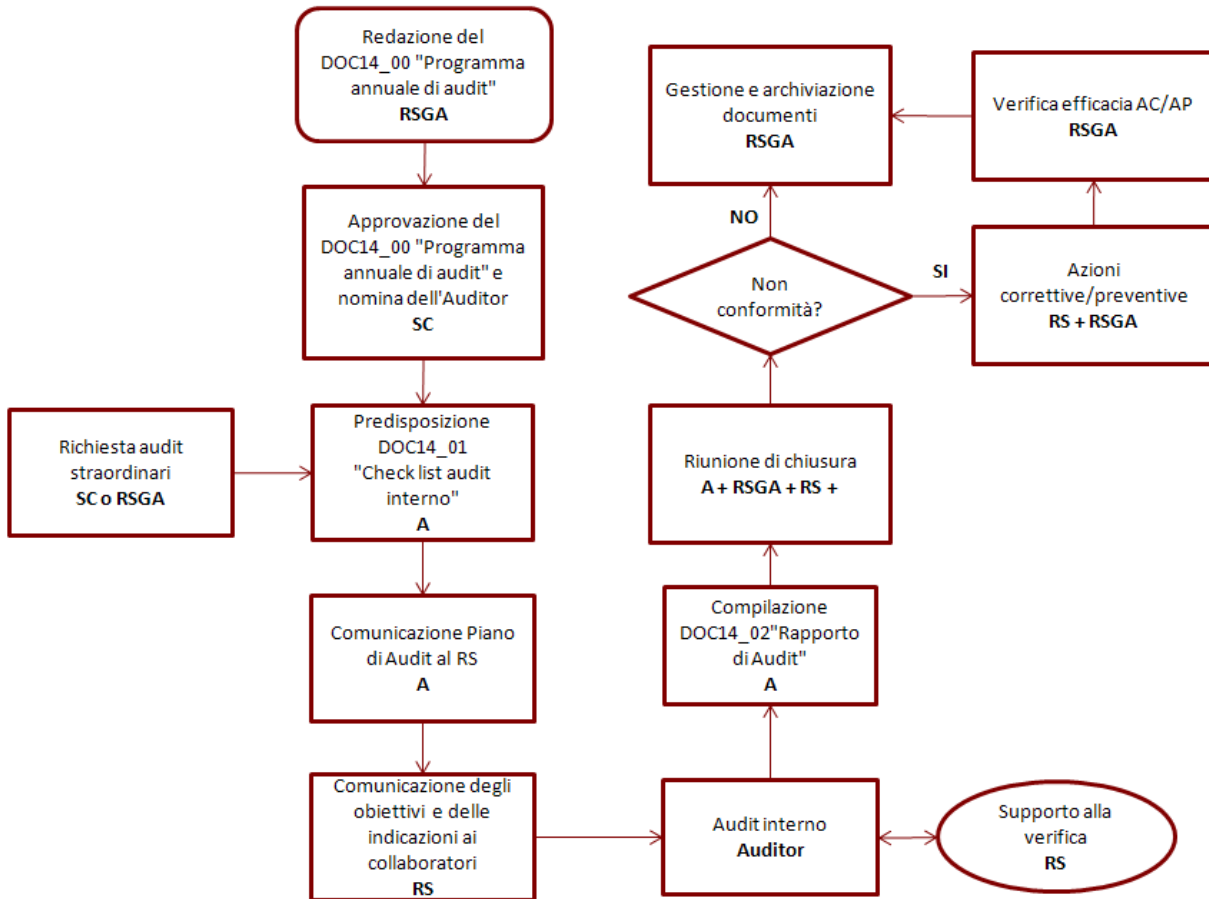 Redazione del
DOC14_00 "Programma
annuale di audit"
RSGA
Approvazione del
DOC14_00 "Programma
annuale di audit" e
nomina dell'Auditor
SC
Richiesta audit
straordinari
SC o RSGA
Predisposizione
DOC14_01
"Check list audit
interno"
A
Comunicazione Piano
di Audit al RS
A
Comunicazione degli
obiettivi e delle
indicazioni ai
collaboratori
RS
Audit interno
Auditor
Supporto alla
verifica
RS
Compilazione
DOC14_02"Rapporto
di Audit"
A
Riunione di chiusura
A + RSGA + RS +
Non
conformità?
NO
SI
Gestione e archiviazione
documenti
RSGA
Azioni
correttive/preventive
RS + RSGA
Verifica efficacia AC/AP
RSGA